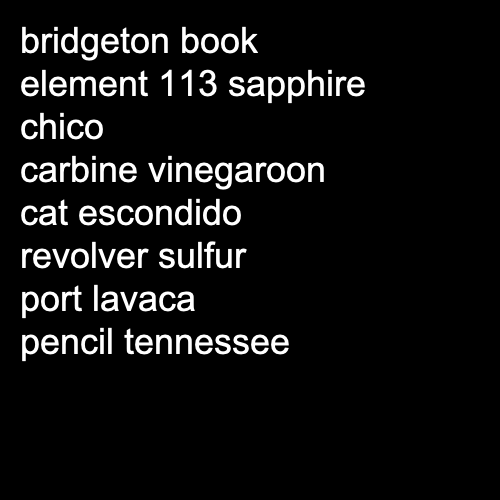 bridgeton book
element 113 sapphire
chico
carbine vinegaroon
cat escondido
revolver sulfur
port lavaca
pencil tennessee